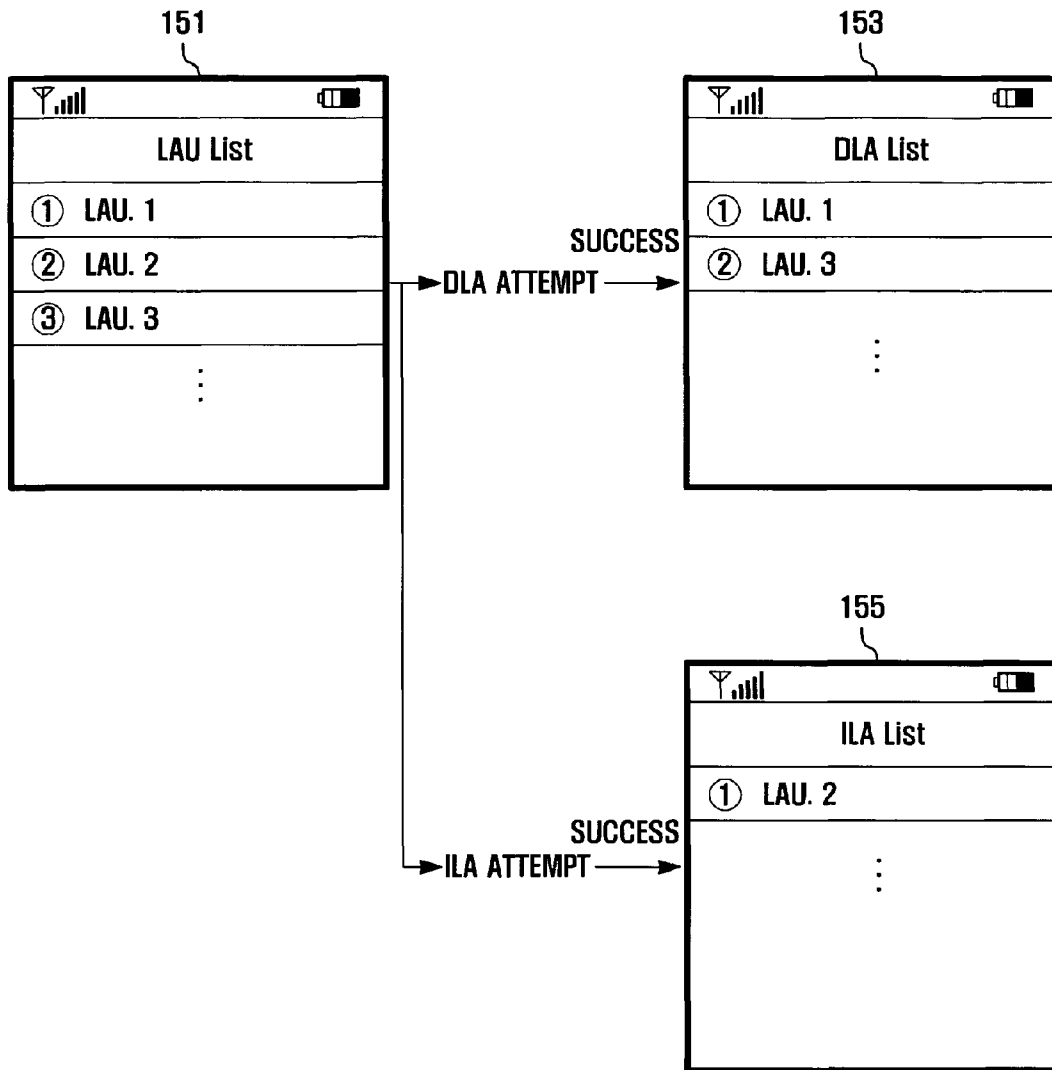 151
LAU List
① LAU. 1
② LAU. 2
③ LAU. 3
DLA ATTEMPT
SUCCESS
153
DLA List
① LAU. 1
② LAU. 3
ILA ATTEMPT
SUCCESS
155
ILA List
① LAU. 2